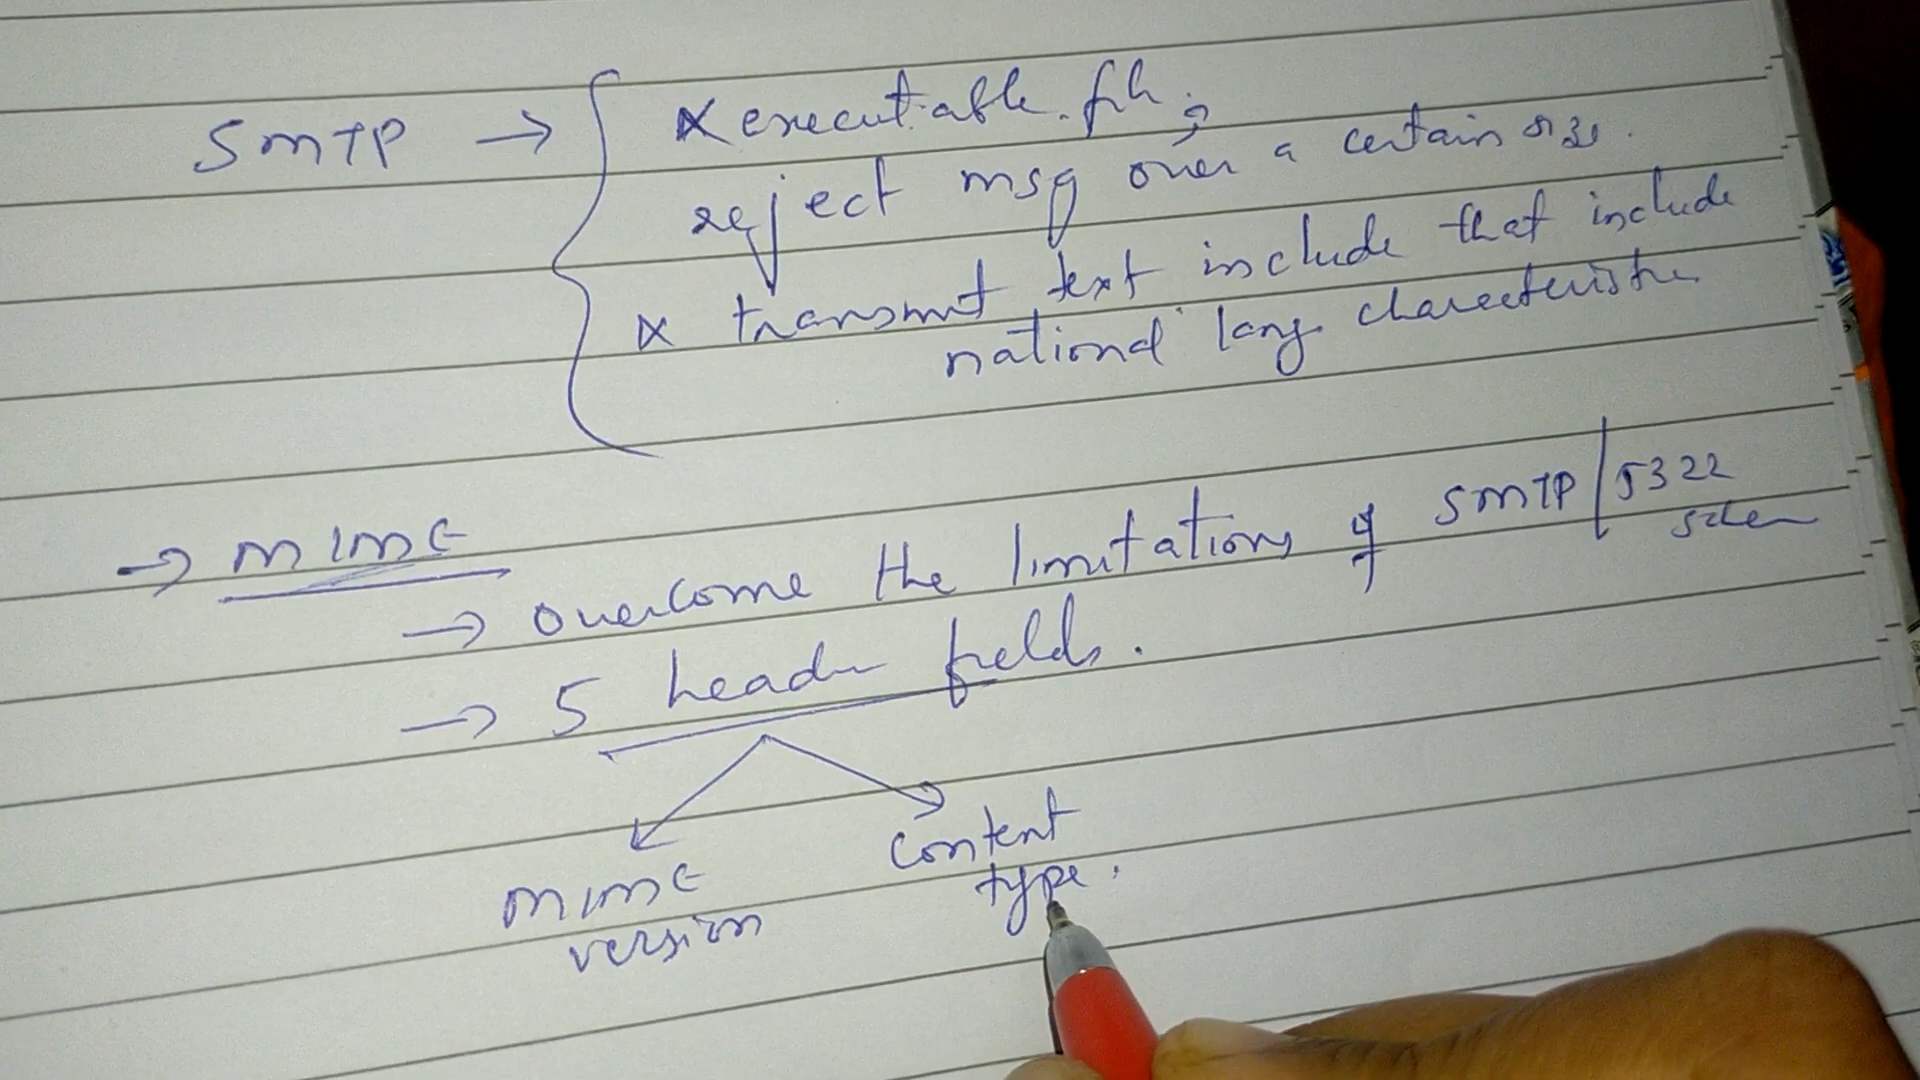 SMTP → x executable file,
reject msg over a certain size.
x transmit text include that include
national lang
→ MIME
→ overcome the limitations of SMTP/5322
→ 5 header fields.
MIME version
content type.